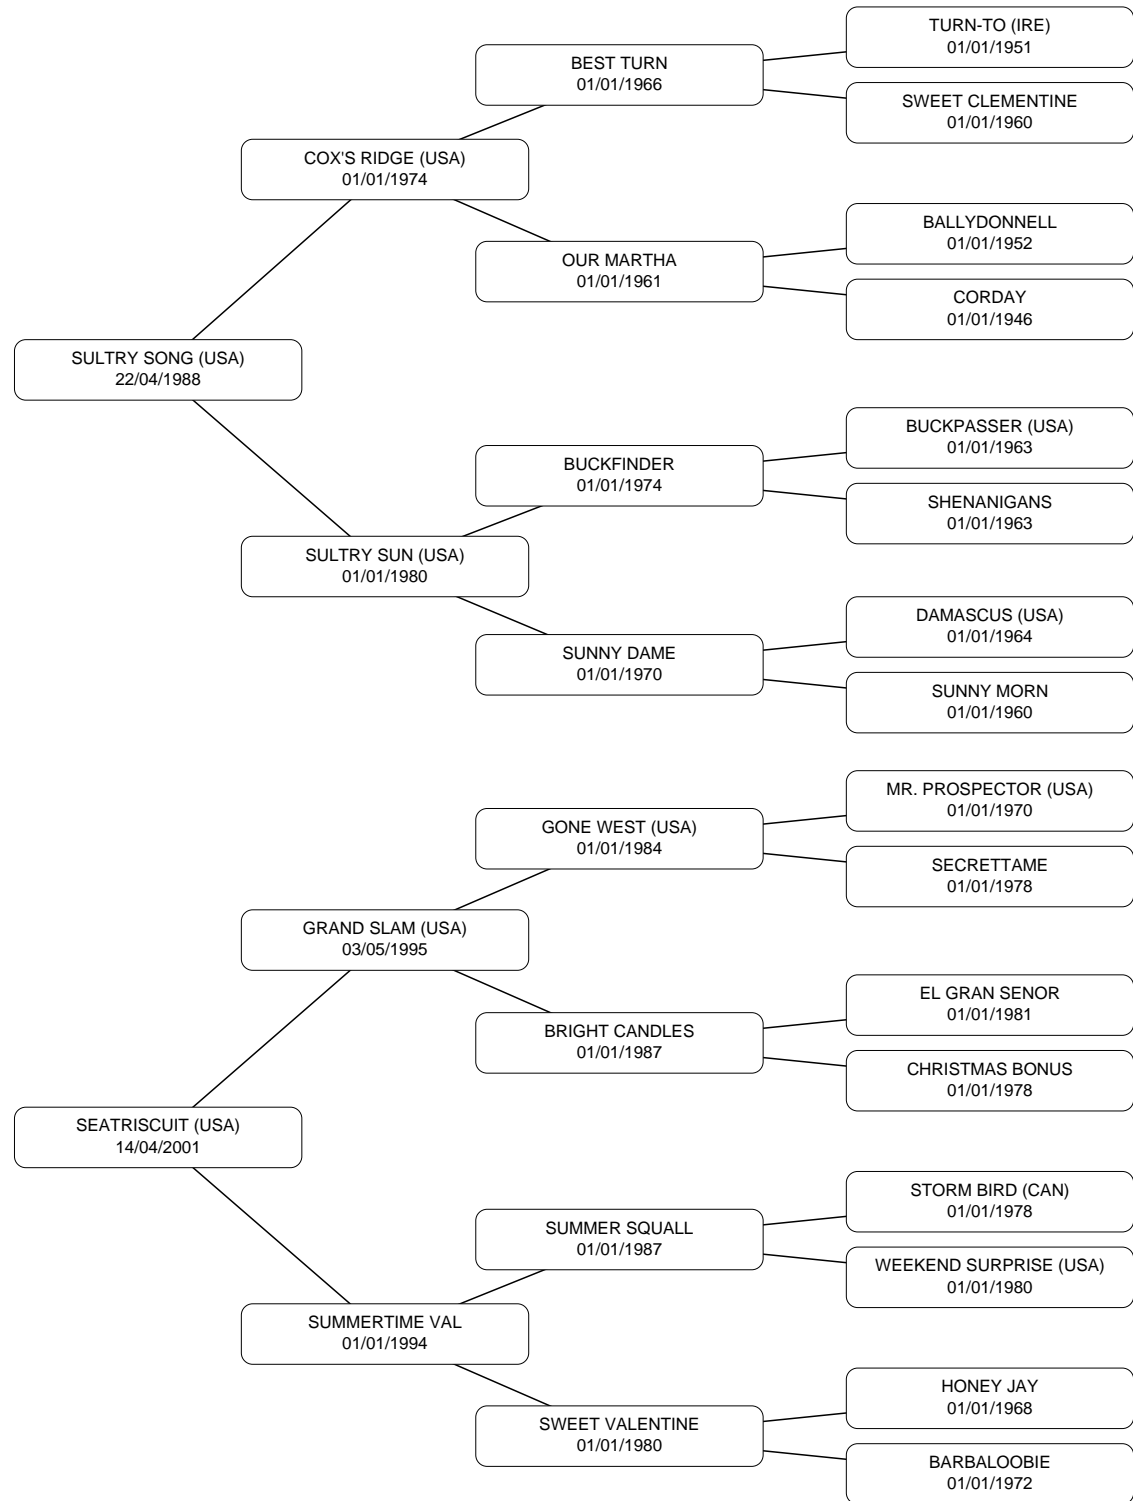 TURN-TO (IRE)
01/01/1951
BEST TURN
01/01/1966
SWEET CLEMENTINE
01/01/1960
COX'S RIDGE (USA)
01/01/1974
BALLYDONNELL
01/01/1952
OUR MARTHA
01/01/1961
CORDAY
01/01/1946
SULTRY SONG (USA)
22/04/1988
BUCKPASSER (USA)
01/01/1963
BUCKFINDER
01/01/1974
SHENANIGANS
01/01/1963
SULTRY SUN (USA)
01/01/1980
DAMASCUS (USA)
01/01/1964
SUNNY DAME
01/01/1970
SUNNY MORN
01/01/1960
MR. PROSPECTOR (USA)
01/01/1970
GONE WEST (USA)
01/01/1984
SECRETTAME
01/01/1978
GRAND SLAM (USA)
03/05/1995
EL GRAN SENOR
01/01/1981
BRIGHT CANDLES
01/01/1987
CHRISTMAS BONUS
01/01/1978
SEATRISCUIT (USA)
14/04/2001
STORM BIRD (CAN)
01/01/1978
SUMMER SQUALL
01/01/1987
WEEKEND SURPRISE (USA)
01/01/1980
SUMMERTIME VAL
01/01/1994
HONEY JAY
01/01/1968
SWEET VALENTINE
01/01/1980
BARBALOOBIE
01/01/1972